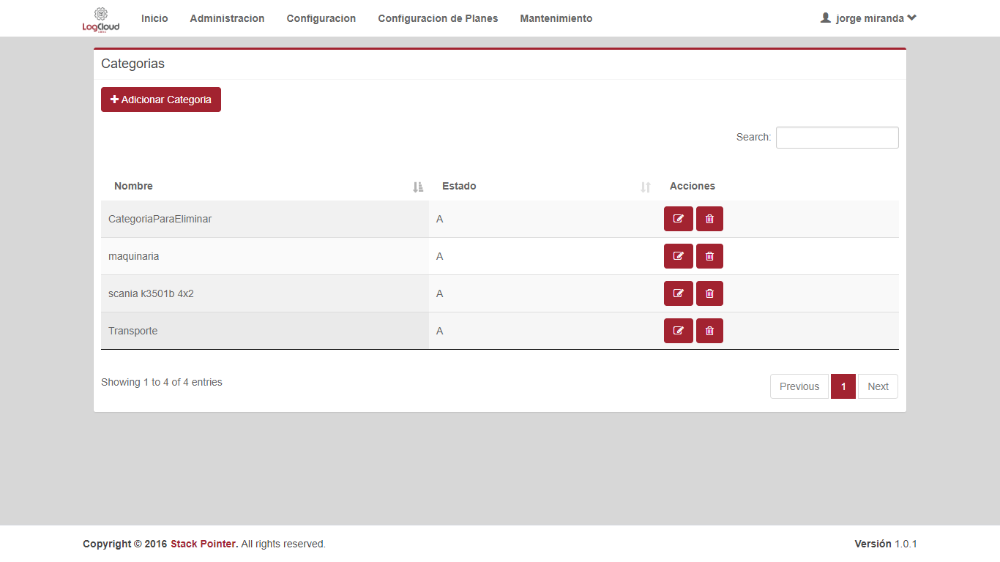 LogCloud
Inicio Administracion Configuracion Configuracion de Planes Mantenimiento jorge miranda
Categorias
Adicionar Categoria
Search:
Nombre Estado Acciones
CategoriaParaEliminar A
maquinaria A
scania k3501b 4x2 A
Transporte A
Showing 1 to 4 of 4 entries Previous 1 Next
Copyright © 2016 Stack Pointer. All rights reserved. Versión 1.0.1